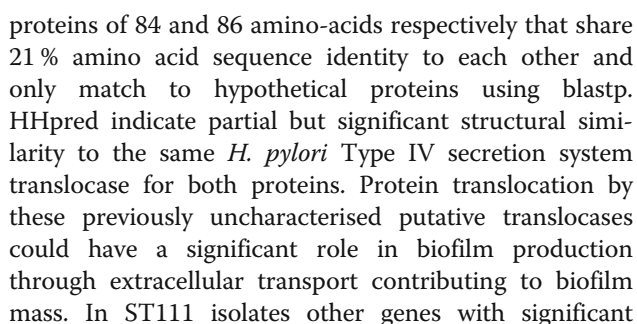 proteins of 84 and 86 amino-acids respectively that share
21 % amino acid sequence identity to each other and
only match to hypothetical proteins using blastp.
HHpred indicate partial but significant structural simi-
larity to the same H. pylori Type IV secretion system
translocase for both proteins. Protein translocation by
these previously uncharacterised putative translocases
could have a significant role in biofilm production
through extracellular transport contributing to biofilm
mass. In ST111 isolates other genes with significant